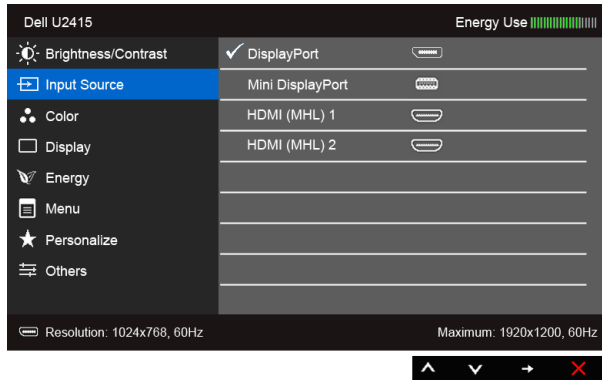 Dell U2415 Energy Use
Brightness/Contrast DisplayPort
Input Source Mini DisplayPort
Color HDMI (MHL) 1
Display HDMI (MHL) 2
Energy
Menu
Personalize
Others
Resolution: 1024x768, 60Hz Maximum: 1920x1200, 60Hz